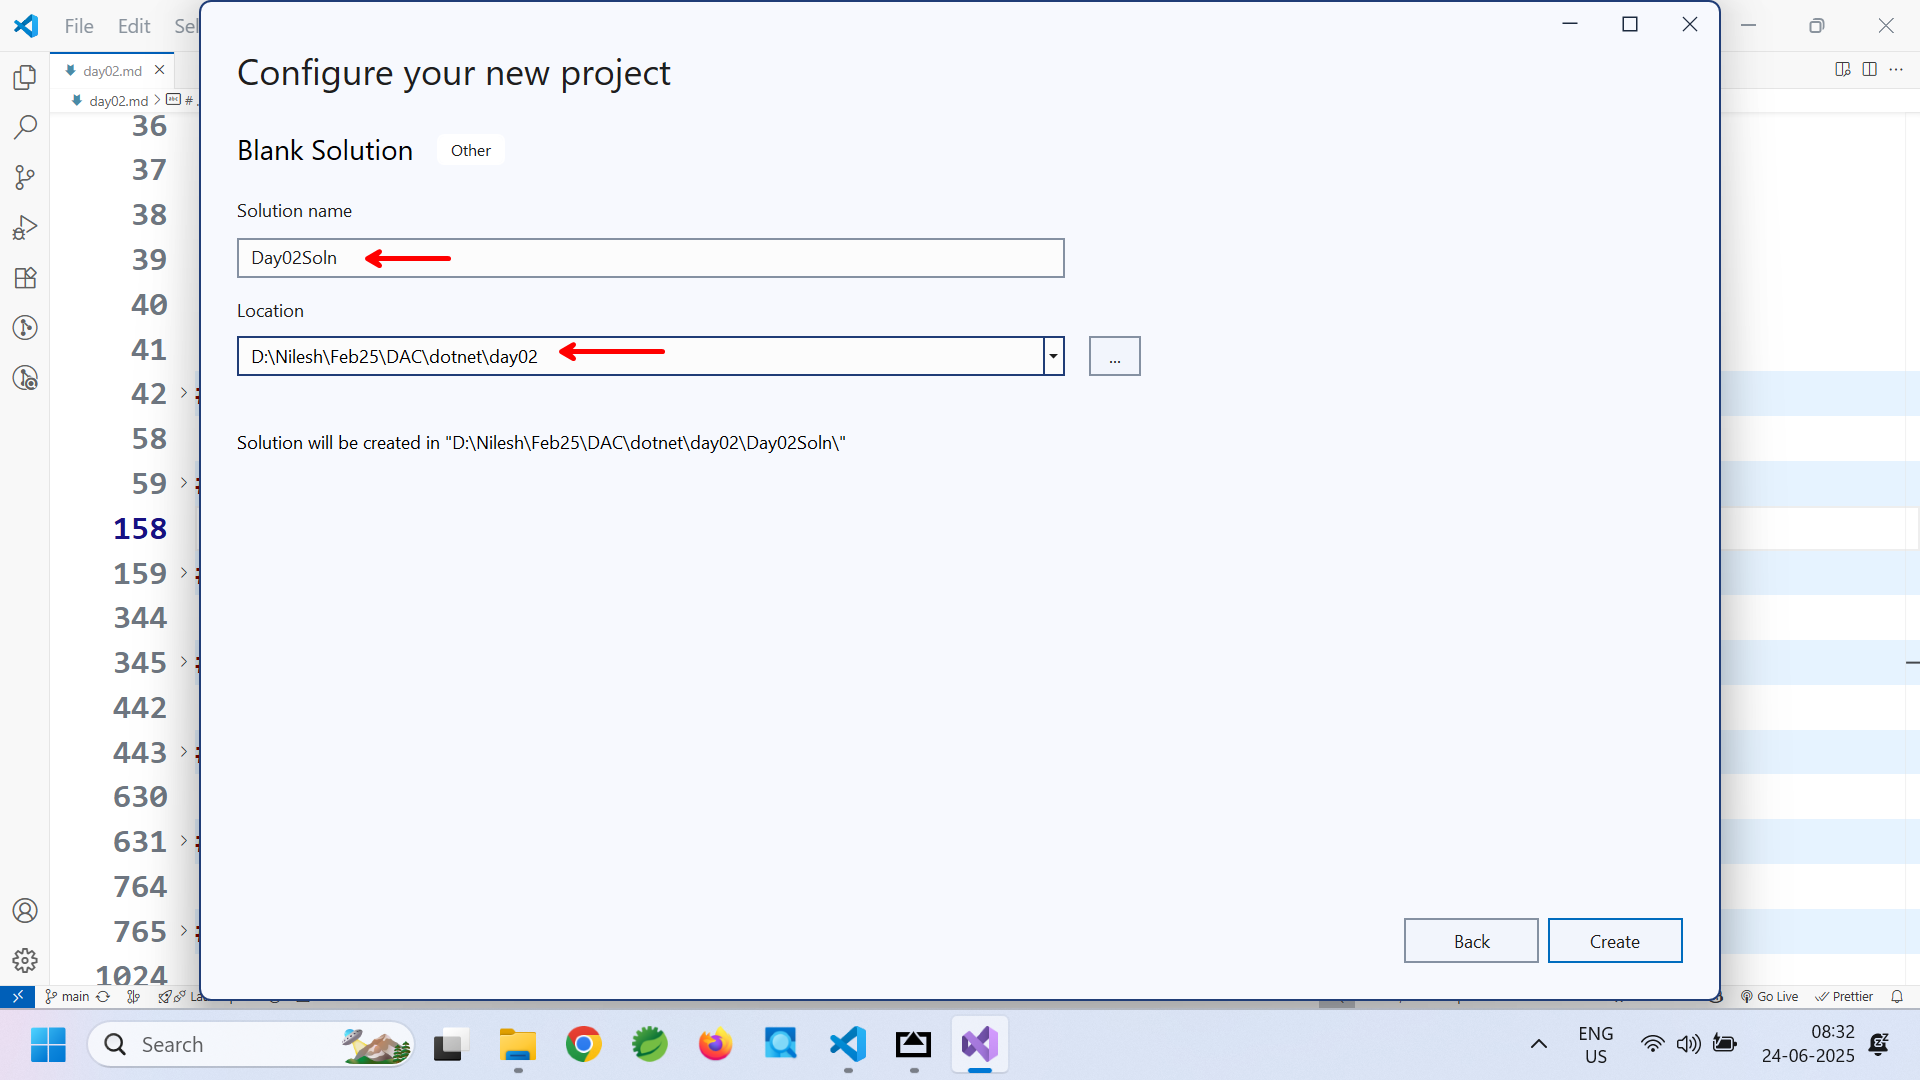 File Edit Sel
day02.md
day02.md > # .
36
37
38
39
40
41
42
58
59
158
159
344
345
442
443
630
631
764
765
1024
Configure your new project
Blank Solution Other
Solution name
Day02Soln
Location
D:\Nilesh\Feb25\DAC\dotnet\day02
...
Solution will be created in "D:\Nilesh\Feb25\DAC\dotnet\day02\Day02Soln\"
Back Create
main Go Live Prettier
Search
ENG
US
08:32
24-06-2025